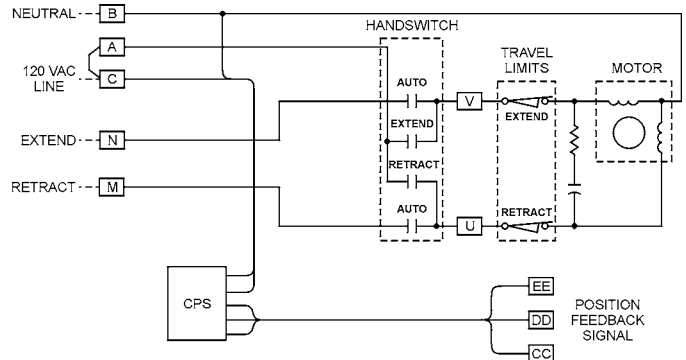 NEUTRAL
B
HANDSWITCH
A
120 VAC
LINE
C
TRAVEL
LIMITS
MOTOR
AUTO
V
EXTEND
EXTEND
EXTEND
N
RETRACT
RETRACT
M
AUTO
RETRACT
U
CPS
EE
DD
CC
POSITION
FEEDBACK
SIGNAL